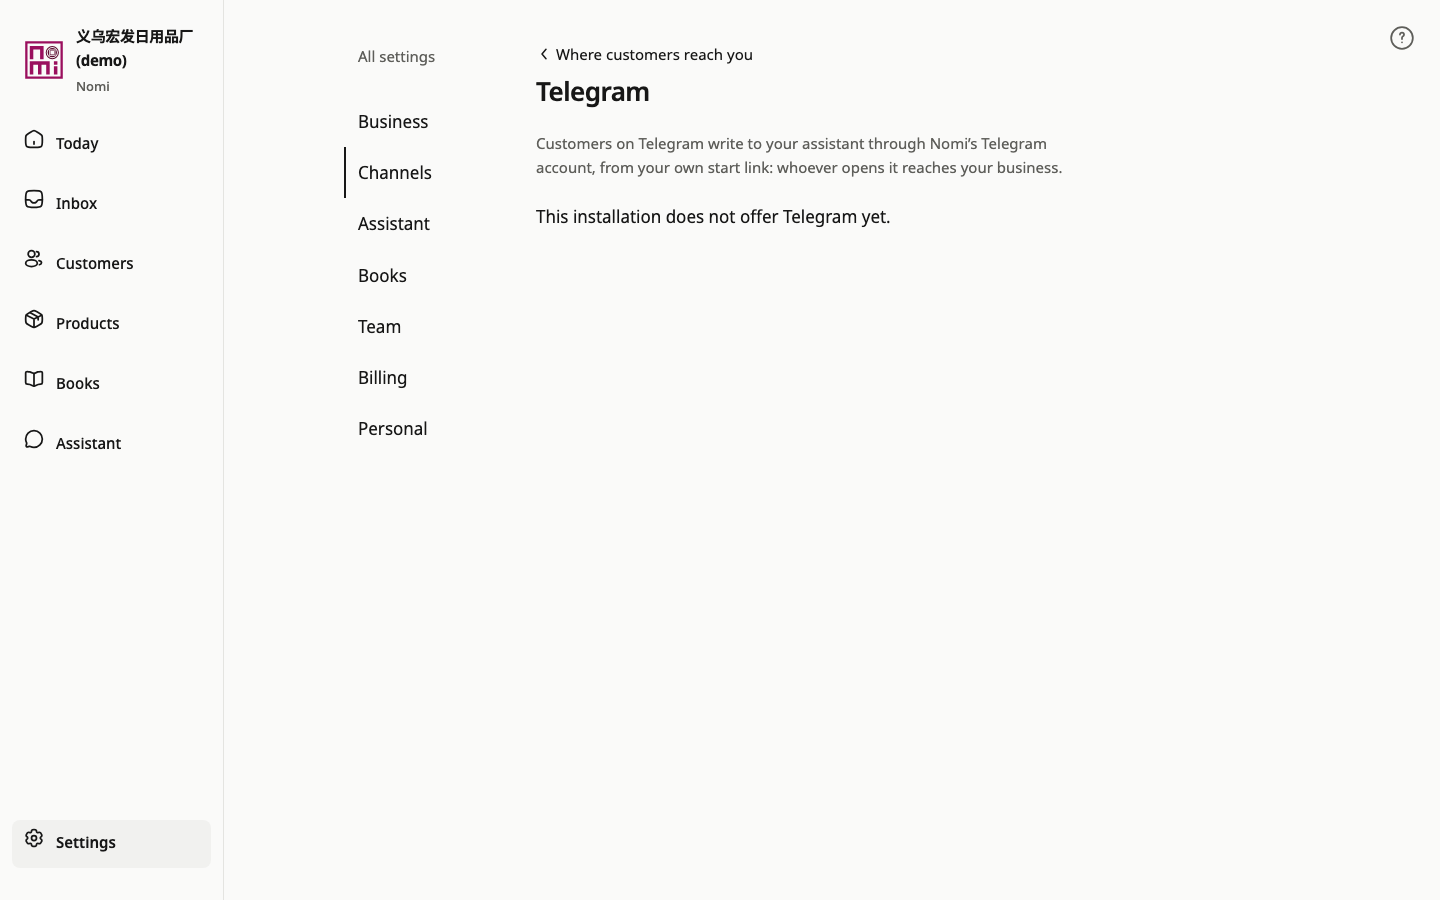 义乌宏发日用品厂
(demo)
Nomi
Today
Inbox
Customers
Products
Books
Assistant
Settings
All settings
Business
Channels
Assistant
Books
Team
Billing
Personal
Where customers reach you
Telegram
Customers on Telegram write to your assistant through Nomi’s Telegram
account, from your own start link: whoever opens it reaches your business.
This installation does not offer Telegram yet.